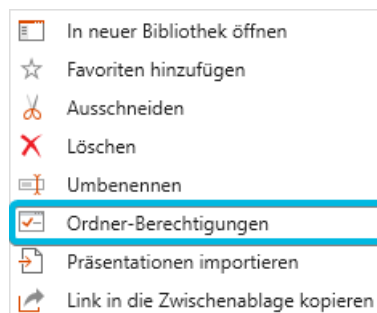 In neuer Bibliothek öffnen
Favoriten hinzufügen
Ausschneiden
Löschen
Umbenennen
Ordner-Berechtigungen
Präsentationen importieren
Link in die Zwischenablage kopieren